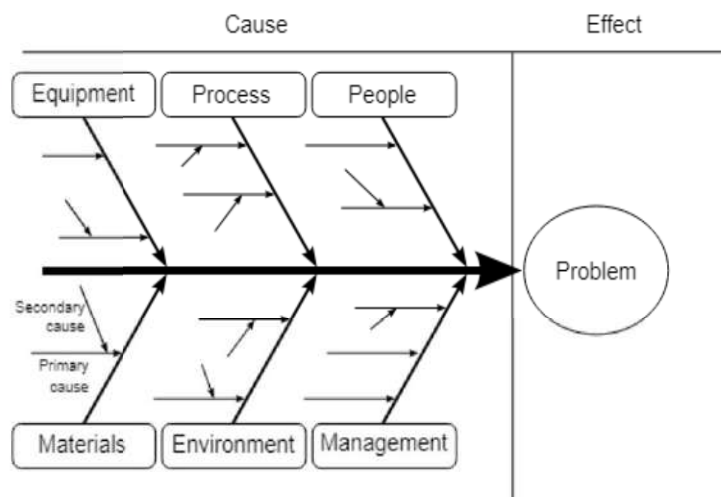 Cause
Effect
Equipment
Process
People
Problem
Secondary
cause
Primary
cause
Materials
Environment
Management